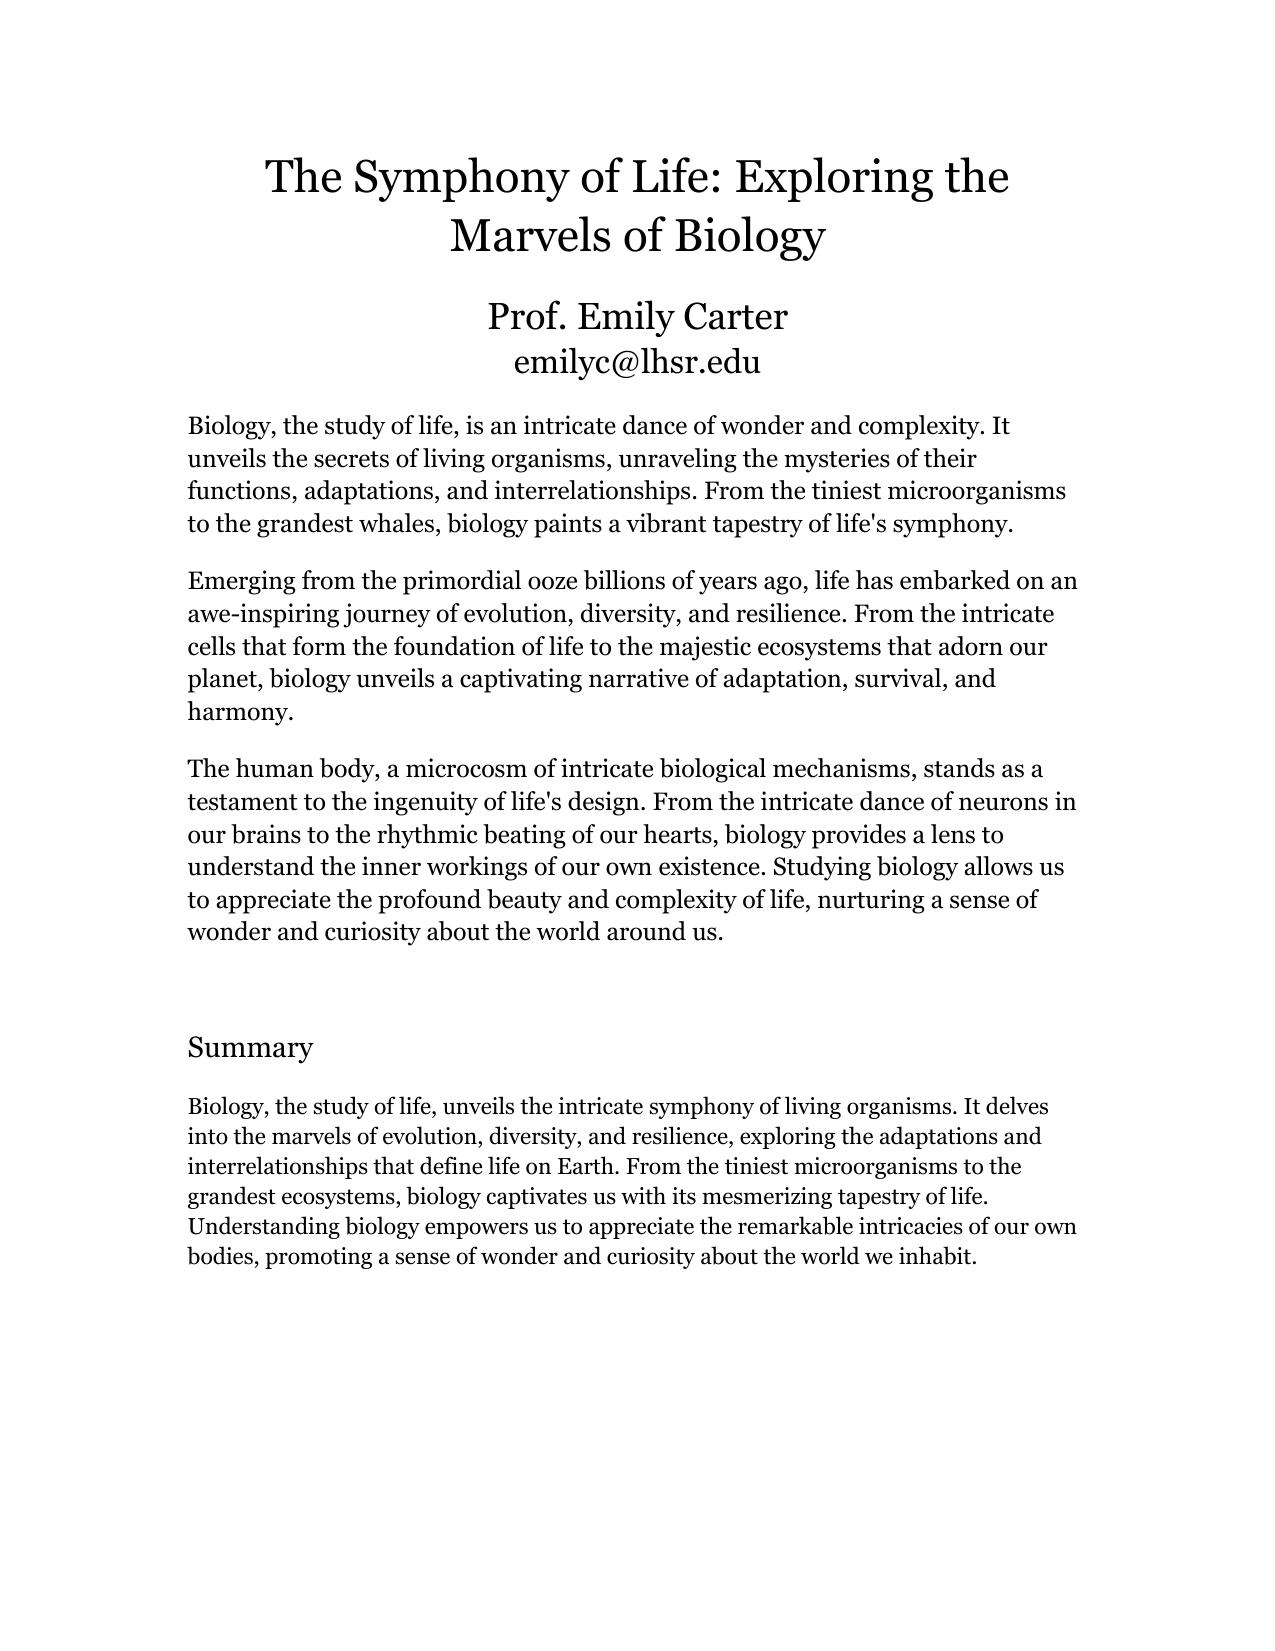 The Symphony of Life: Exploring the
Marvels of Biology
Prof. Emily Carter
emilyc@lhsr.edu
Biology, the study of life, is an intricate dance of wonder and complexity. It
unveils the secrets of living organisms, unraveling the mysteries of their
functions, adaptations, and interrelationships. From the tiniest microorganisms
to the grandest whales, biology paints a vibrant tapestry of life's symphony.
Emerging from the primordial ooze billions of years ago, life has embarked on an
awe-inspiring journey of evolution, diversity, and resilience. From the intricate
cells that form the foundation of life to the majestic ecosystems that adorn our
planet, biology unveils a captivating narrative of adaptation, survival, and
harmony.
The human body, a microcosm of intricate biological mechanisms, stands as a
testament to the ingenuity of life's design. From the intricate dance of neurons in
our brains to the rhythmic beating of our hearts, biology provides a lens to
understand the inner workings of our own existence. Studying biology allows us
to appreciate the profound beauty and complexity of life, nurturing a sense of
wonder and curiosity about the world around us.
Summary
Biology, the study of life, unveils the intricate symphony of living organisms. It delves
into the marvels of evolution, diversity, and resilience, exploring the adaptations and
interrelationships that define life on Earth. From the tiniest microorganisms to the
grandest ecosystems, biology captivates us with its mesmerizing tapestry of life.
Understanding biology empowers us to appreciate the remarkable intricacies of our own
bodies, promoting a sense of wonder and curiosity about the world we inhabit.